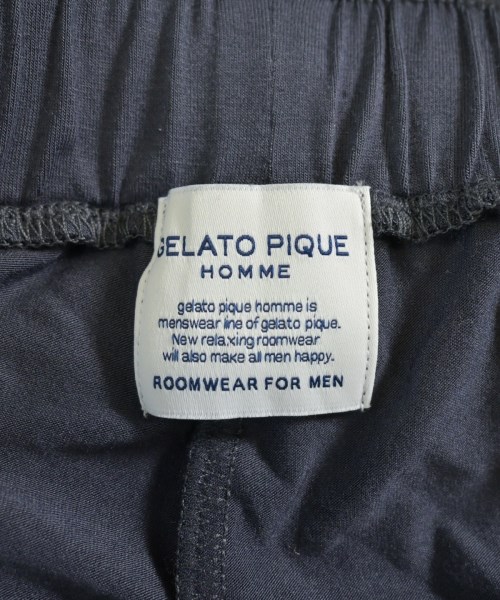 GELATO PIQUE
HOMME
gelato pique homme is
menswear line of gelato pique.
New relaxing roomwear
will also make all men happy.
ROOMWEAR FOR MEN